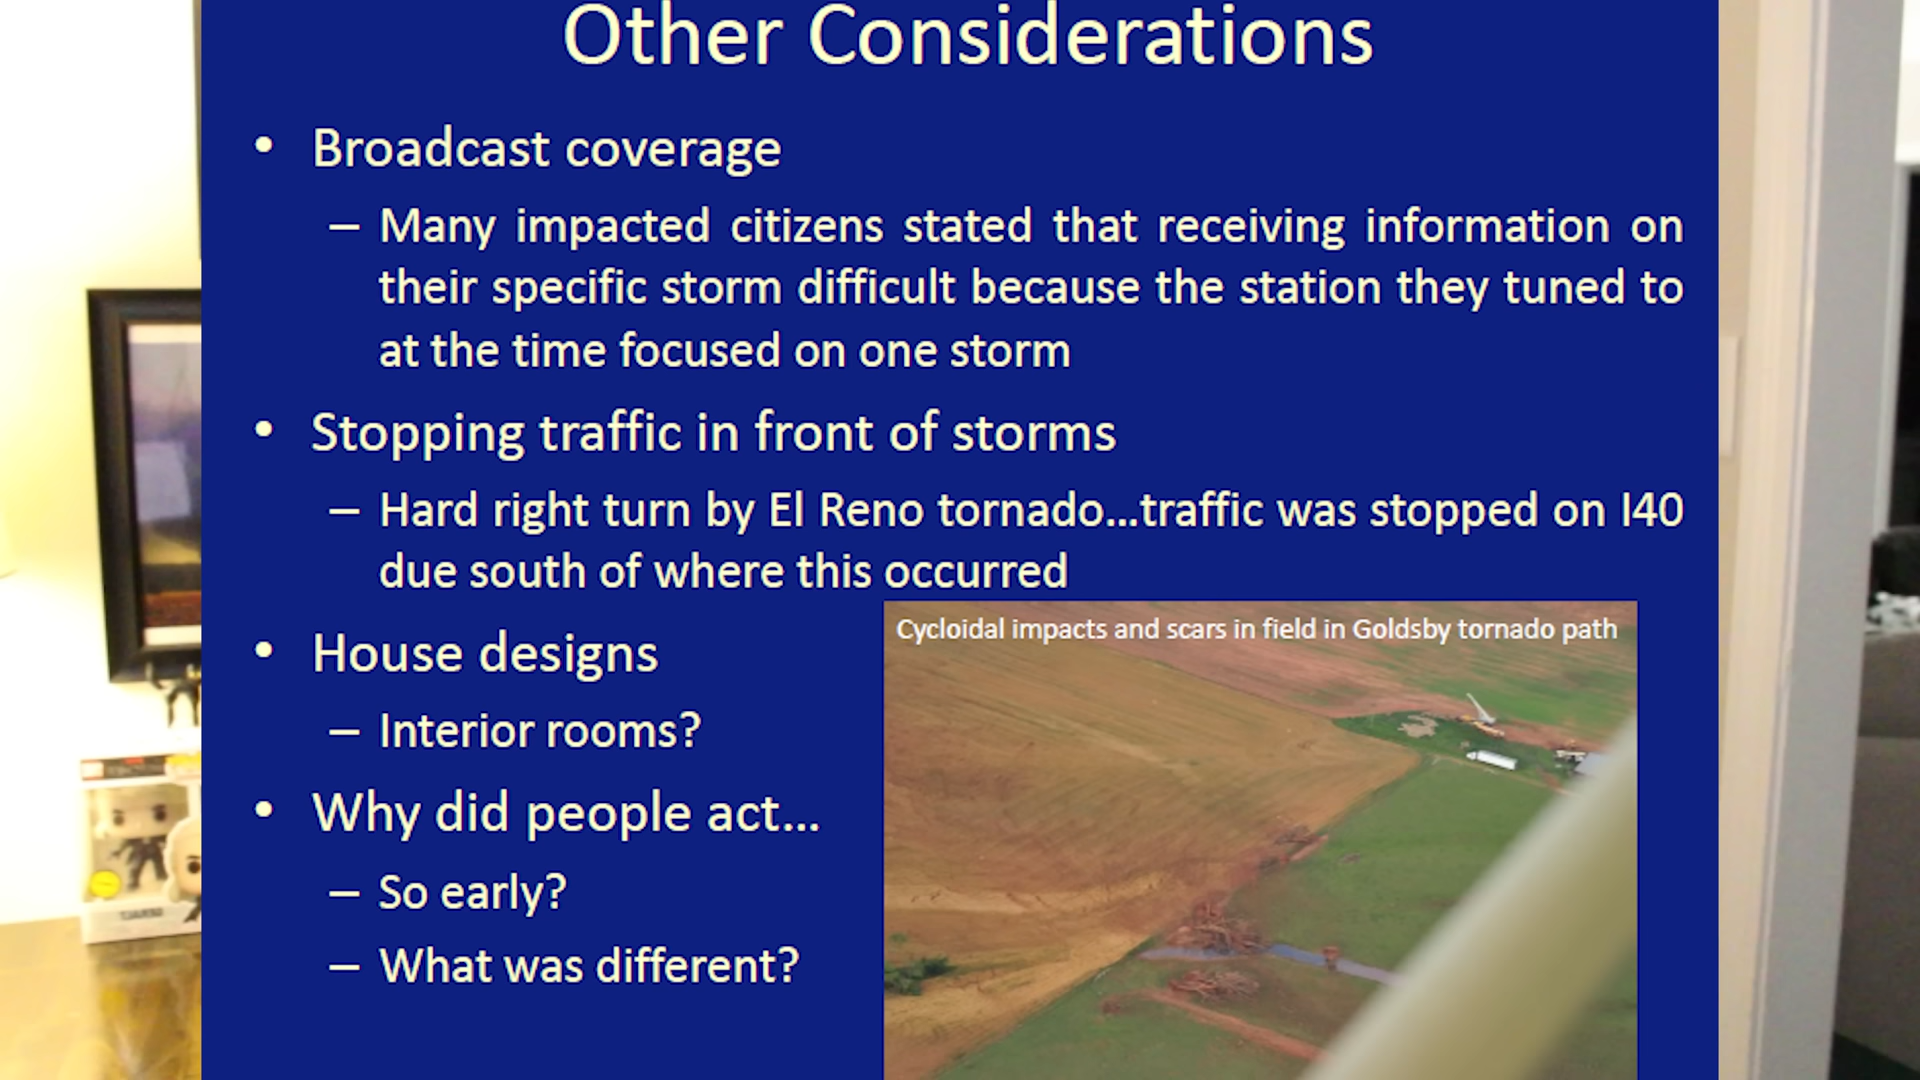 Other Considerations
• Broadcast coverage
– Many impacted citizens stated that receiving information on
their specific storm difficult because the station they tuned to
at the time focused on one storm
• Stopping traffic in front of storms
– Hard right turn by El Reno tornado...traffic was stopped on I40
due south of where this occurred
• House designs
– Interior rooms?
• Why did people act...
– So early?
– What was different?
Cycloidal impacts and scars in field in Goldsby tornado path